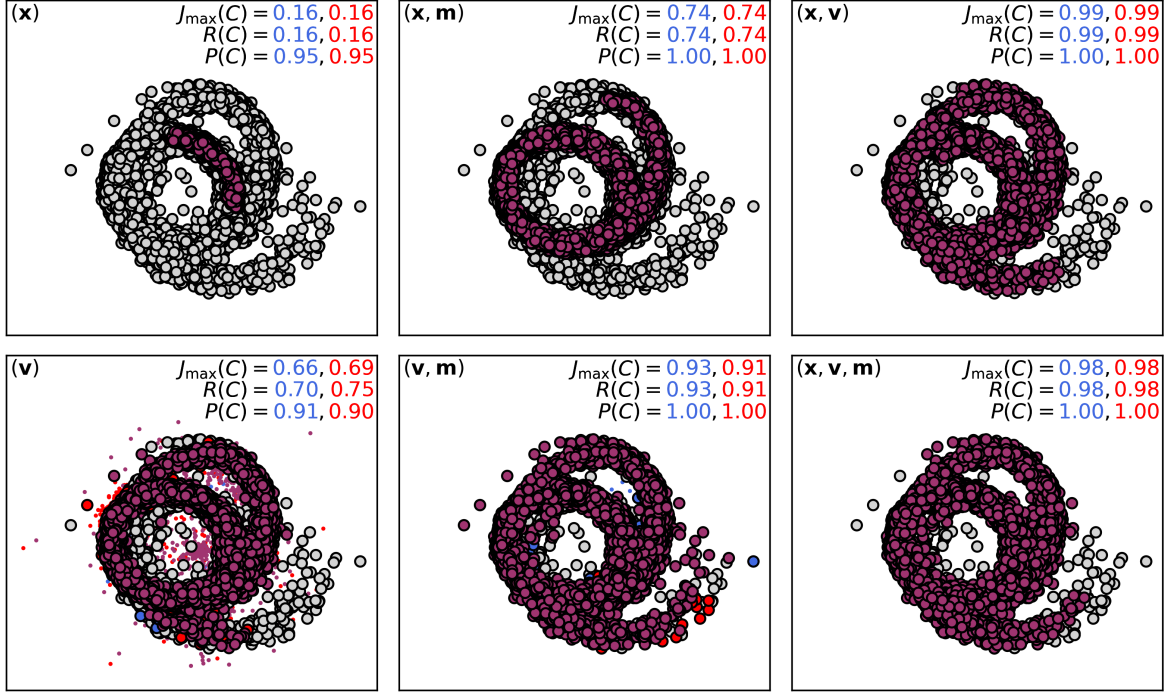 (x) J_max(C) = 0.16, 0.16
R(C) = 0.16, 0.16
P(C) = 0.95, 0.95
(x, m) J_max(C) = 0.74, 0.74
R(C) = 0.74, 0.74
P(C) = 1.00, 1.00
(x, v) J_max(C) = 0.99, 0.99
R(C) = 0.99, 0.99
P(C) = 1.00, 1.00
(v) J_max(C) = 0.66, 0.69
R(C) = 0.70, 0.75
P(C) = 0.91, 0.90
(v, m) J_max(C) = 0.93, 0.91
R(C) = 0.93, 0.91
P(C) = 1.00, 1.00
(x, v, m) J_max(C) = 0.98, 0.98
R(C) = 0.98, 0.98
P(C) = 1.00, 1.00